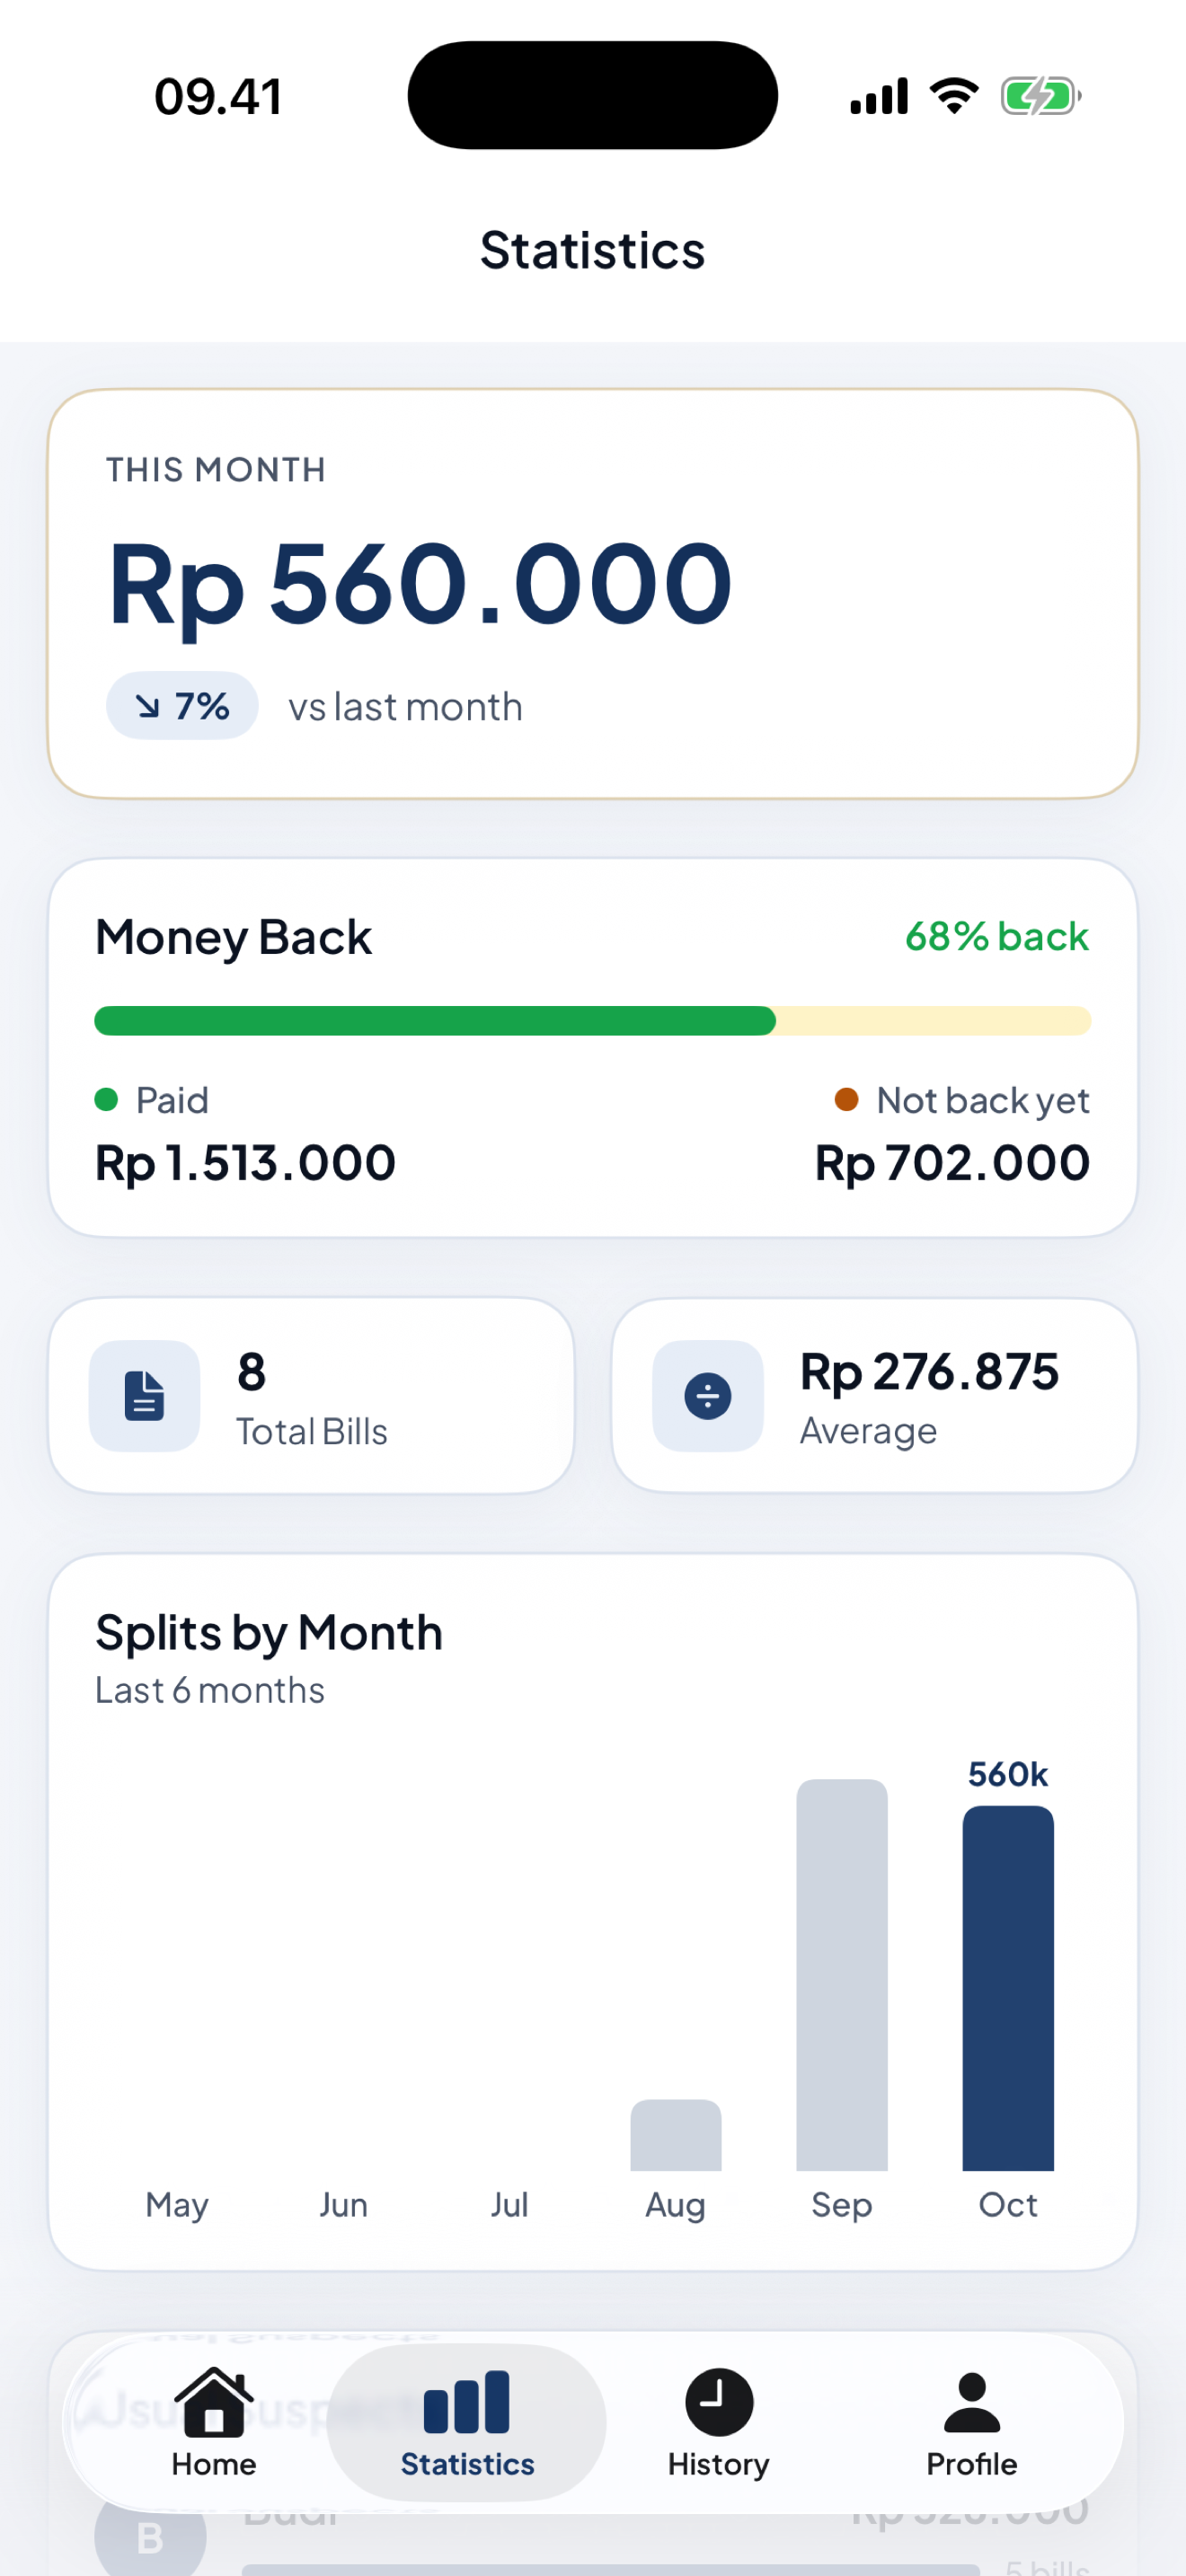 09.41
Statistics
THIS MONTH
Rp 560.000
7% vs last month
Money Back 68% back
Paid Not back yet
Rp 1.513.000 Rp 702.000
8
Total Bills
Rp 276.875
Average
Splits by Month
Last 6 months
560k
May Jun Jul Aug Sep Oct
Home Statistics History Profile
B
5 bills